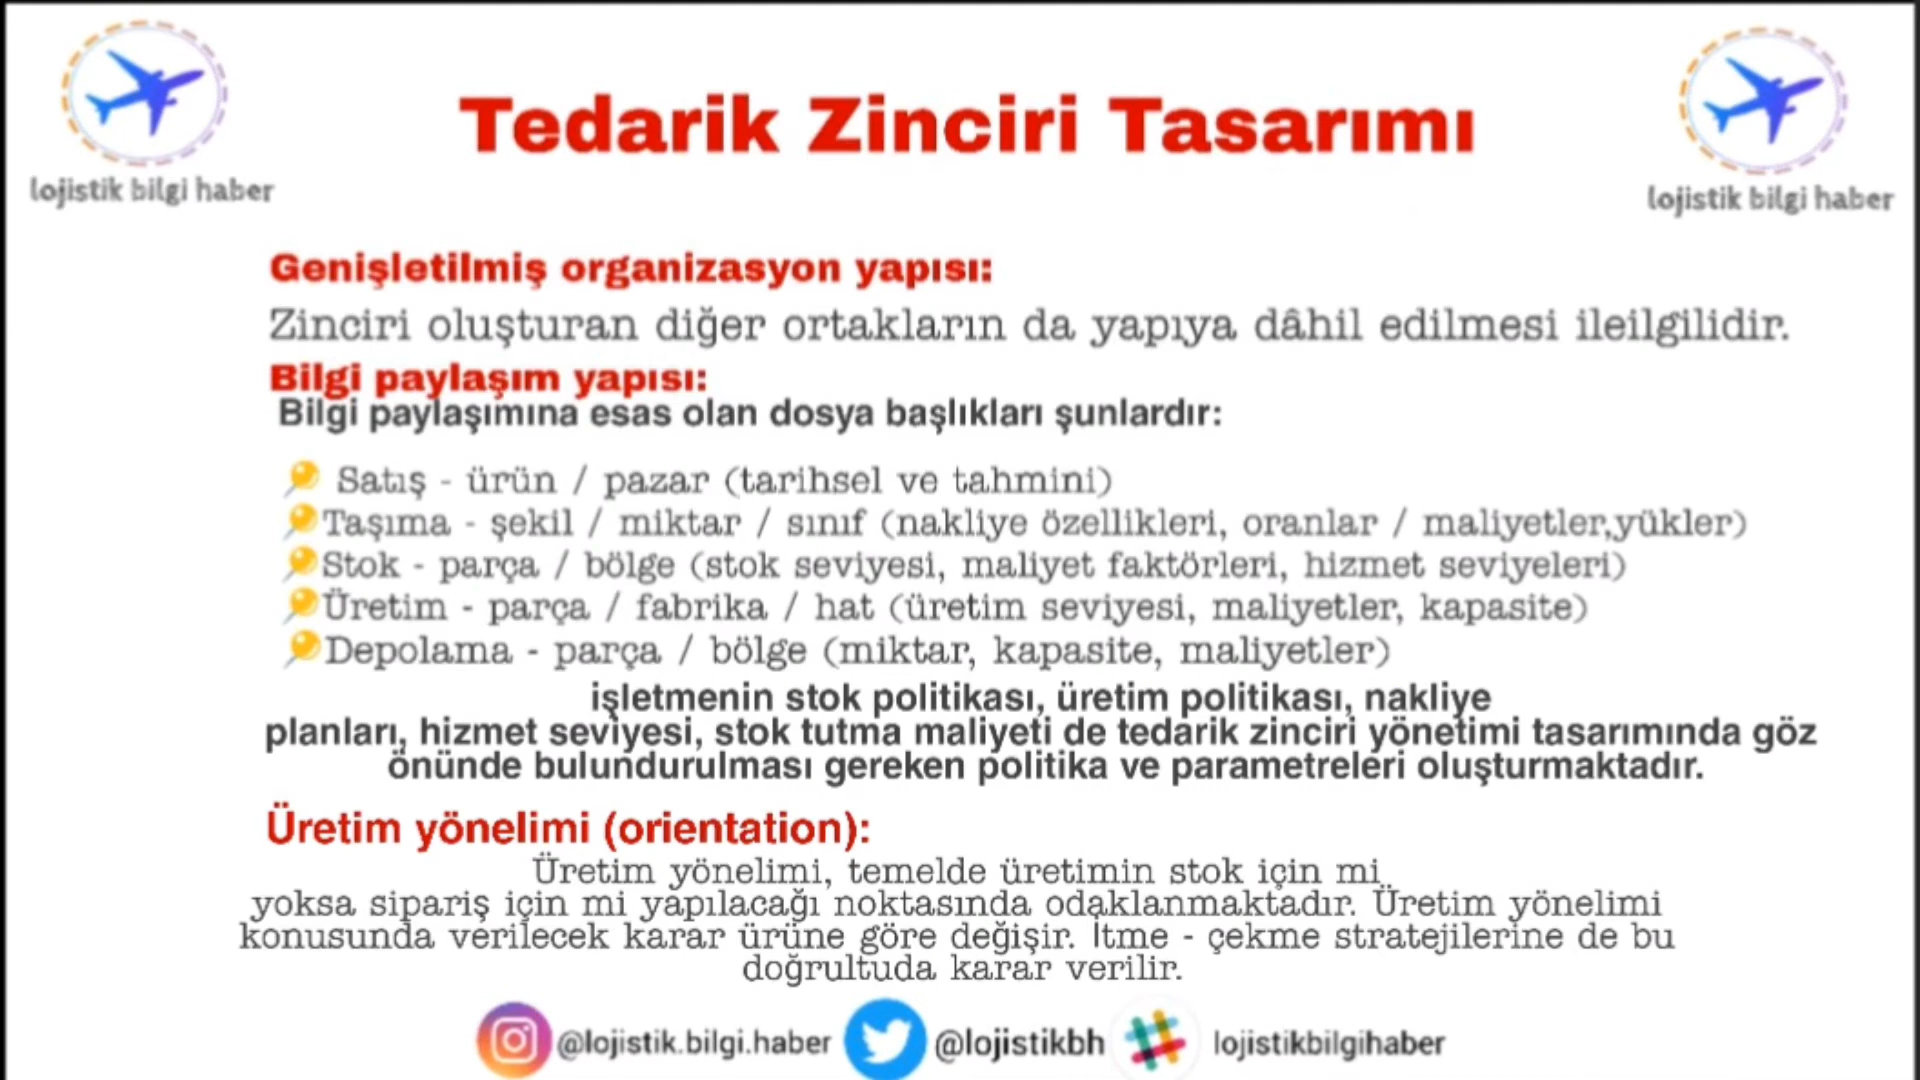 Tedarik Zinciri Tasarımı
lojistik bilgi haber
lojistik bilgi haber
Genişletilmiş organizasyon yapısı:
Zinciri oluşturan diğer ortakların da yapıya dâhil edilmesi ileilgilidir.
Bilgi paylaşım yapısı:
Bilgi paylaşımına esas olan dosya başlıkları şunlardır:
Satış - ürün / pazar (tarihsel ve tahmini)
Taşıma - şekil / miktar / sınıf (nakliye özellikleri, oranlar / maliyetler,yükler)
Stok - parça / bölge (stok seviyesi, maliyet faktörleri, hizmet seviyeleri)
Üretim - parça / fabrika / hat (üretim seviyesi, maliyetler, kapasite)
Depolama - parça / bölge (miktar, kapasite, maliyetler)
işletmenin stok politikası, üretim politikası, nakliye
planları, hizmet seviyesi, stok tutma maliyeti de tedarik zinciri yönetimi tasarımında göz
önünde bulundurulması gereken politika ve parametreleri oluşturmaktadır.
Üretim yönelimi (orientation):
Üretim yönelimi, temelde üretimin stok için mi
yoksa sipariş için mi yapılacağı noktasında odaklanmaktadır. Üretim yönelimi
konusunda verilecek karar ürüne göre değişir. İtme - çekme stratejilerine de bu
doğrultuda karar verilir.
@lojistik.bilgi.haber @lojistikbh lojistikbilgihaber